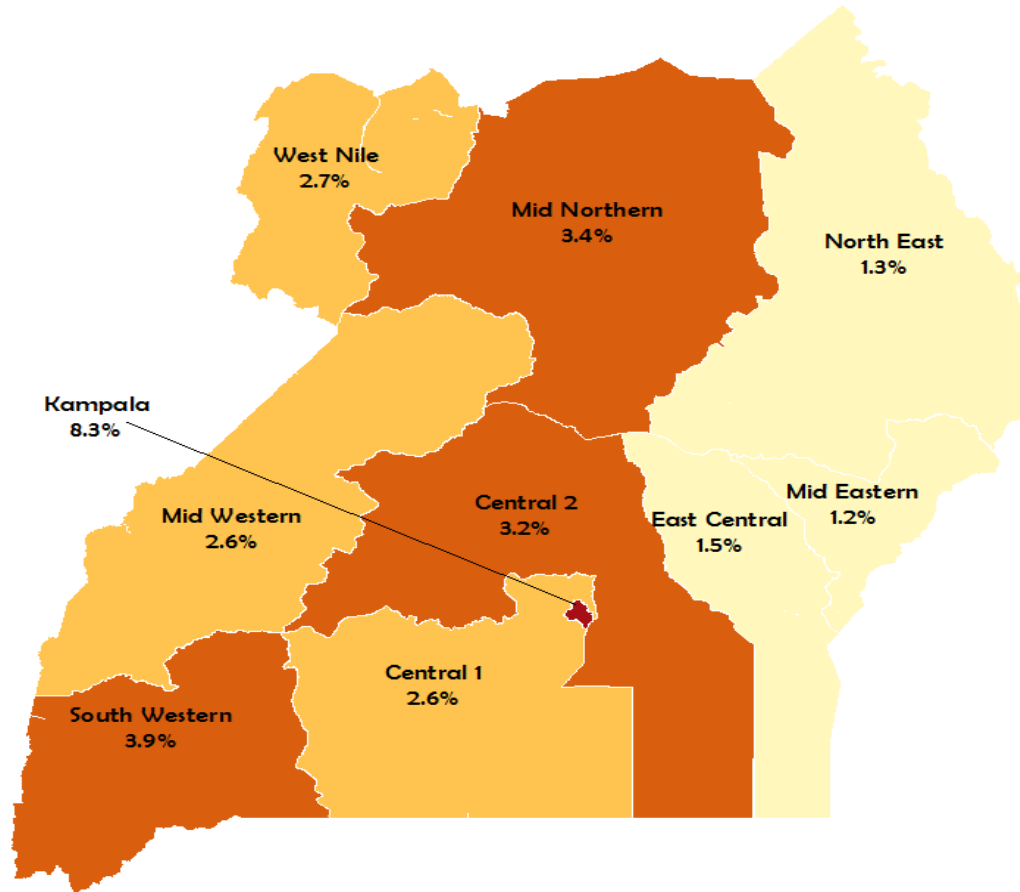 West Nile
2.7%
Mid Northern
3.4%
North East
1.3%
Kampala
8.3%
Mid Western
2.6%
Central 2
3.2%
East Central
1.5%
Mid Eastern
1.2%
Central 1
2.6%
South Western
3.9%